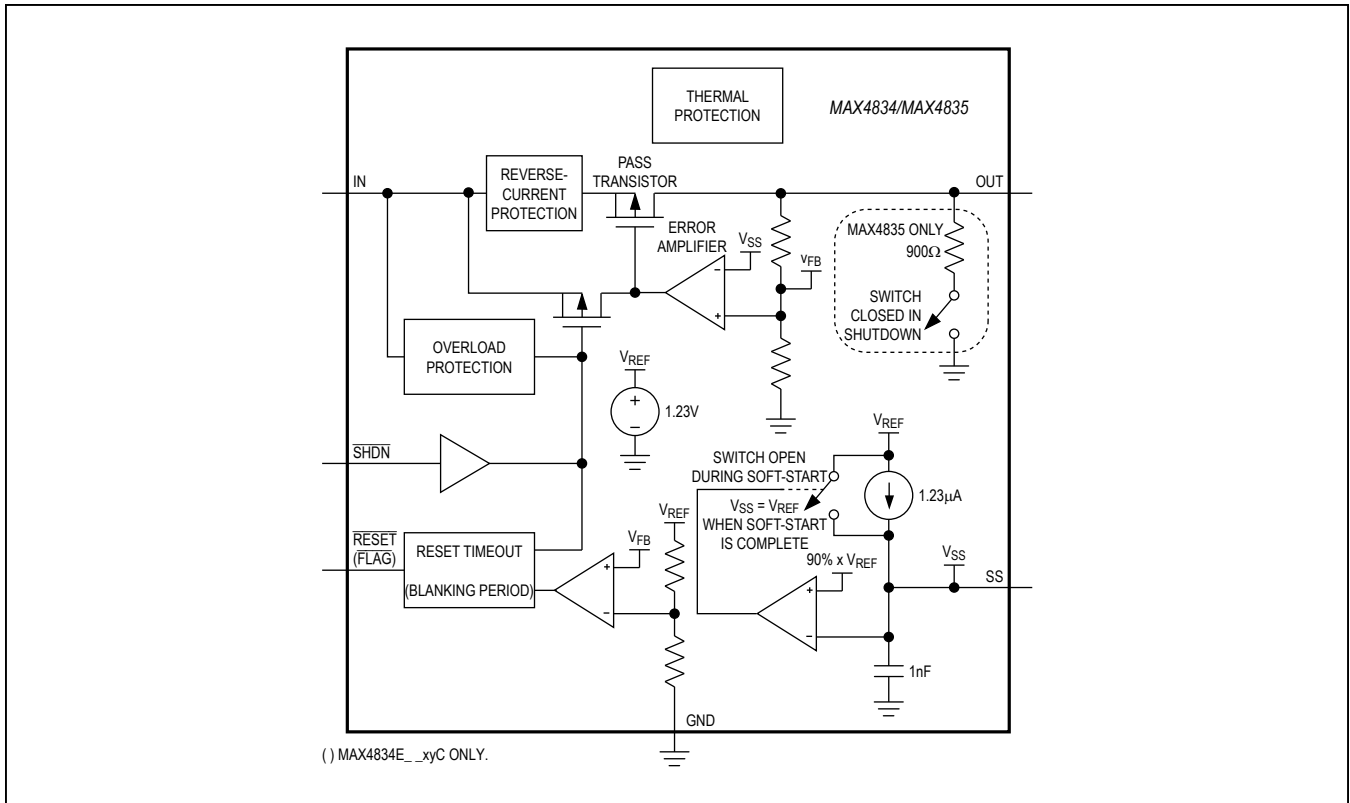 THERMAL
PROTECTION
MAX4834/MAX4835
IN
REVERSE-
CURRENT
PROTECTION
PASS
TRANSISTOR
OUT
ERROR
AMPLIFIER
VSS
−
+
VFB
MAX4835 ONLY
900Ω
SWITCH
CLOSED IN
SHUTDOWN
OVERLOAD
PROTECTION
VREF
+
−
1.23V
SHDN
VREF
SWITCH OPEN
DURING SOFT-START
1.23μA
VSS = VREF
WHEN SOFT-START
IS COMPLETE
RESET
(FLAG)
RESET TIMEOUT
(BLANKING PERIOD)
VFB
+
−
VREF
90% x VREF
+
−
VSS
SS
1nF
GND
( ) MAX4834E_ _xyC ONLY.